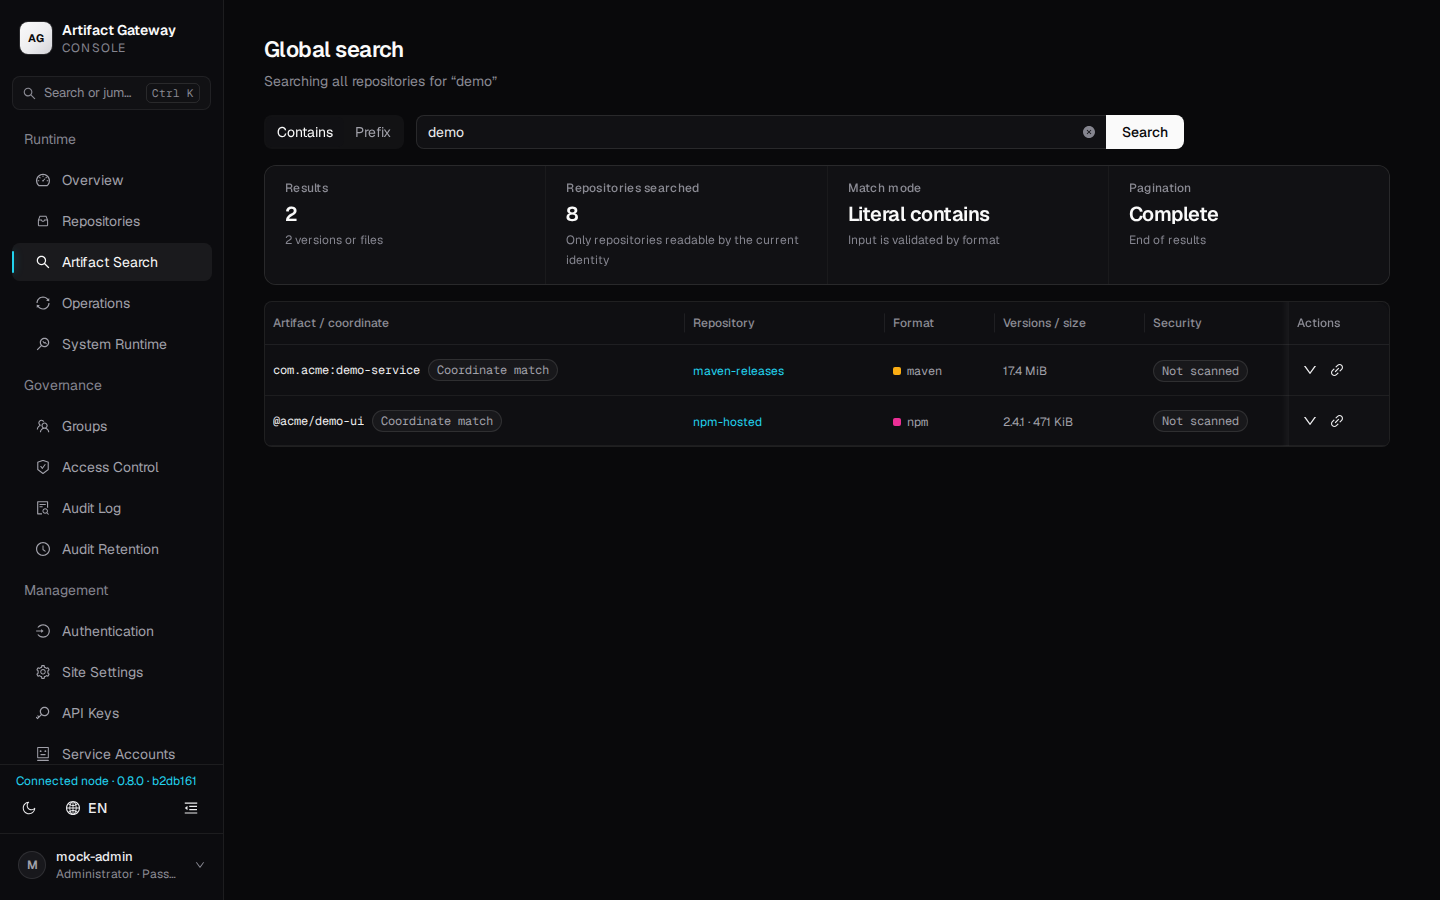 AG
Artifact Gateway
CONSOLE
Search or jum... Ctrl K
Runtime
Overview
Repositories
Artifact Search
Operations
System Runtime
Governance
Groups
Access Control
Audit Log
Audit Retention
Management
Authentication
Site Settings
API Keys
Service Accounts
Connected node · 0.8.0 · b2db161
EN
M
mock-admin
Administrator · Pass...
Global search
Searching all repositories for “demo”
Contains Prefix demo Search
Results
2
2 versions or files
Repositories searched
8
Only repositories readable by the current
identity
Match mode
Literal contains
Input is validated by format
Pagination
Complete
End of results
Artifact / coordinate Repository Format Versions / size Security Actions
com.acme:demo-service Coordinate match maven-releases maven 17.4 MiB Not scanned
@acme/demo-ui Coordinate match npm-hosted npm 2.4.1 · 471 KiB Not scanned